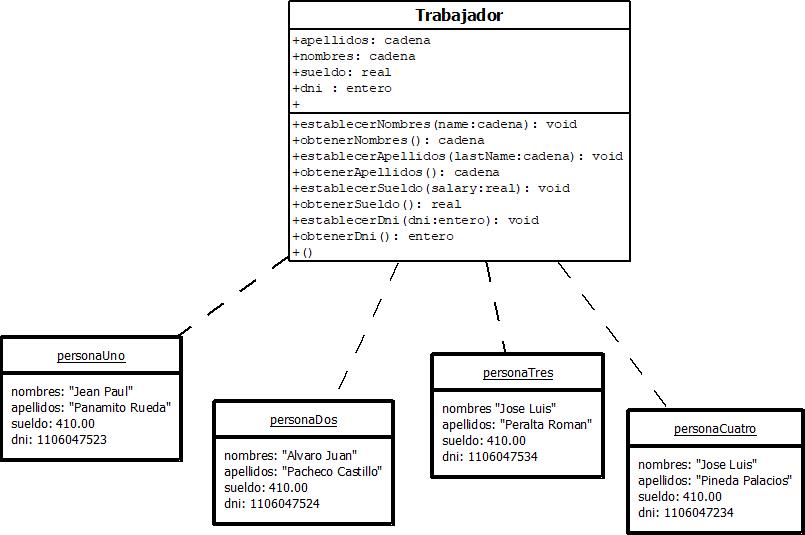 Trabajador
+apellidos: cadena
+nombres: cadena
+sueldo: real
+dni : entero
+
+establecerNombres(name:cadena): void
+obtenerNombres(): cadena
+establecerApellidos(lastName:cadena): void
+obtenerApellidos(): cadena
+establecerSueldo(salary:real): void
+obtenerSueldo(): real
+establecerDni(dni:entero): void
+obtenerDni(): entero
+()
personaUno
nombres: "Jean Paul"
apellidos: "Panamito Rueda"
sueldo: 410.00
dni: 1106047523
personaDos
nombres: "Alvaro Juan"
apellidos: "Pacheco Castillo"
sueldo: 410.00
dni: 1106047524
personaTres
nombres "Jose Luis"
apellidos: "Peralta Roman"
sueldo: 410.00
dni: 1106047534
personaCuatro
nombres: "Jose Luis"
apellidos: "Pineda Palacios"
sueldo: 410.00
dni: 1106047234